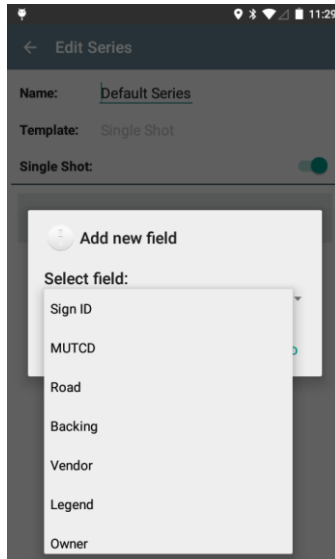 11:29
Edit Series
Name: Default Series
Template: Single Shot
Single Shot:
Add new field
Select field:
Sign ID
MUTCD
Road
Backing
Vendor
Legend
Owner